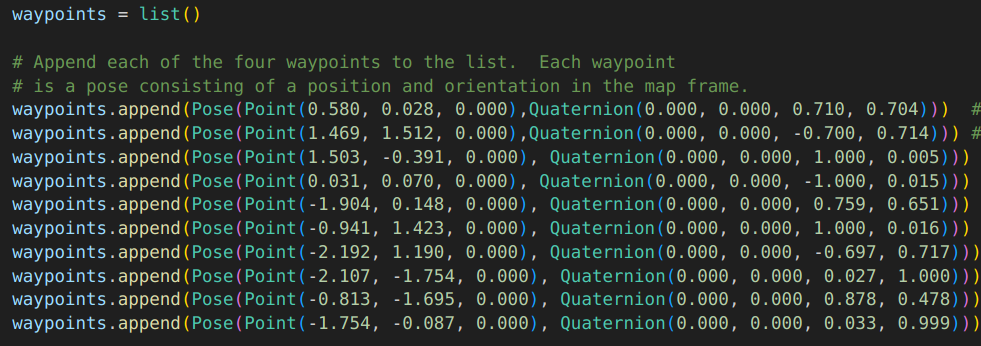 waypoints = list()
# Append each of the four waypoints to the list.  Each waypoint
# is a pose consisting of a position and orientation in the map frame.
waypoints.append(Pose(Point(0.580, 0.028, 0.000),Quaternion(0.000, 0.000, 0.710, 0.704)))  #
waypoints.append(Pose(Point(1.469, 1.512, 0.000),Quaternion(0.000, 0.000, -0.700, 0.714))) #
waypoints.append(Pose(Point(1.503, -0.391, 0.000), Quaternion(0.000, 0.000, 1.000, 0.005)))
waypoints.append(Pose(Point(0.031, 0.070, 0.000), Quaternion(0.000, 0.000, -1.000, 0.015)))
waypoints.append(Pose(Point(-1.904, 0.148, 0.000), Quaternion(0.000, 0.000, 0.759, 0.651)))
waypoints.append(Pose(Point(-0.941, 1.423, 0.000), Quaternion(0.000, 0.000, 1.000, 0.016)))
waypoints.append(Pose(Point(-2.192, 1.190, 0.000), Quaternion(0.000, 0.000, -0.697, 0.717)))
waypoints.append(Pose(Point(-2.107, -1.754, 0.000), Quaternion(0.000, 0.000, 0.027, 1.000)))
waypoints.append(Pose(Point(-0.813, -1.695, 0.000), Quaternion(0.000, 0.000, 0.878, 0.478)))
waypoints.append(Pose(Point(-1.754, -0.087, 0.000), Quaternion(0.000, 0.000, 0.033, 0.999)))